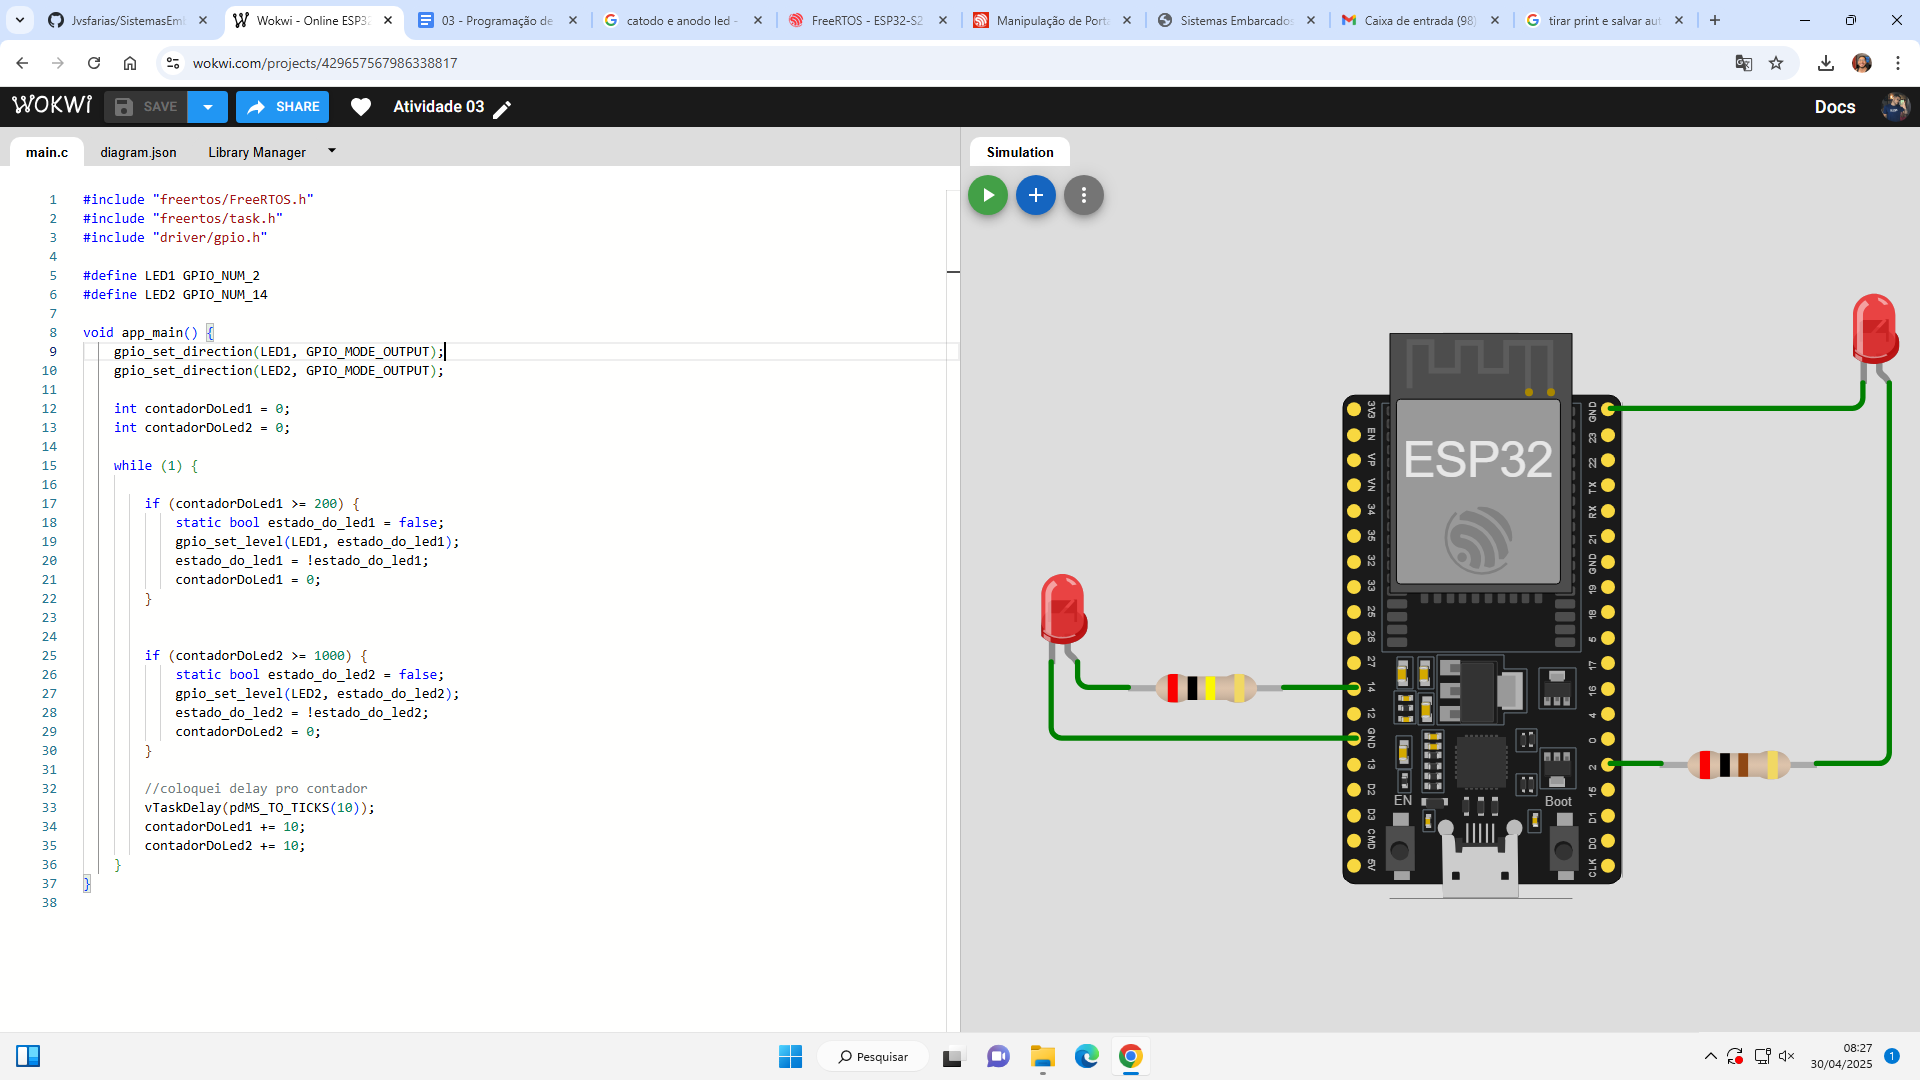 Jvsfarias/SistemasEmb
Wokwi - Online ESP32
03 - Programação de
catodo e anodo led -
FreeRTOS - ESP32-S2
Manipulação de Porta
Sistemas Embarcados
Caixa de entrada (98)
tirar print e salvar aut
wokwi.com/projects/429657567986338817
WOKWI
SAVE
SHARE
Atividade 03
Docs
main.c
diagram.json
Library Manager
Simulation
1 #include "freertos/FreeRTOS.h"
2 #include "freertos/task.h"
3 #include "driver/gpio.h"
4
5 #define LED1 GPIO_NUM_2
6 #define LED2 GPIO_NUM_14
7
8 void app_main() {
9 gpio_set_direction(LED1, GPIO_MODE_OUTPUT);
10 gpio_set_direction(LED2, GPIO_MODE_OUTPUT);
11
12 int contadorDoLed1 = 0;
13 int contadorDoLed2 = 0;
14
15 while (1) {
16
17 if (contadorDoLed1 >= 200) {
18 static bool estado_do_led1 = false;
19 gpio_set_level(LED1, estado_do_led1);
20 estado_do_led1 = !estado_do_led1;
21 contadorDoLed1 = 0;
22 }
23
24
25 if (contadorDoLed2 >= 1000) {
26 static bool estado_do_led2 = false;
27 gpio_set_level(LED2, estado_do_led2);
28 estado_do_led2 = !estado_do_led2;
29 contadorDoLed2 = 0;
30 }
31
32 //coloquei delay pro contador
33 vTaskDelay(pdMS_TO_TICKS(10));
34 contadorDoLed1 += 10;
35 contadorDoLed2 += 10;
36 }
37 }
38
ESP32
3V3
EN
VP
VN
34
35
32
33
25
26
27
14
12
GND
13
D2
D3
CMD
5V
GND
23
22
TX
RX
21
GND
19
18
5
17
16
4
0
2
15
D1
D0
CLK
EN
Boot
Pesquisar
08:27
30/04/2025
1